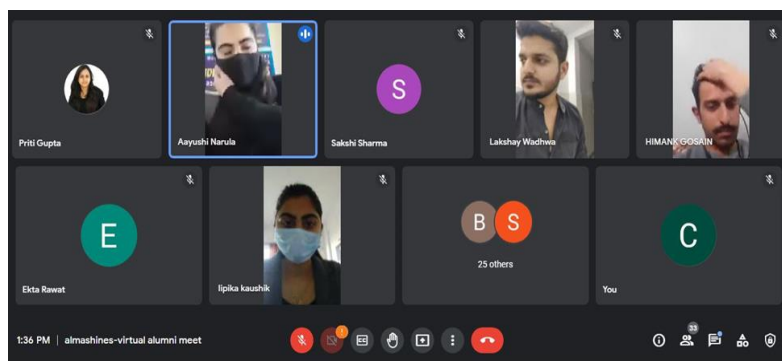 Priti Gupta
Aayushi Narula
S
Sakshi Sharma
Lakshay Wadhwa
HIMANK GOSAIN
E
Ekta Rawat
lipika kaushik
B S
25 others
C
You
1:36 PM | almashines-virtual alumni meet
CC
33